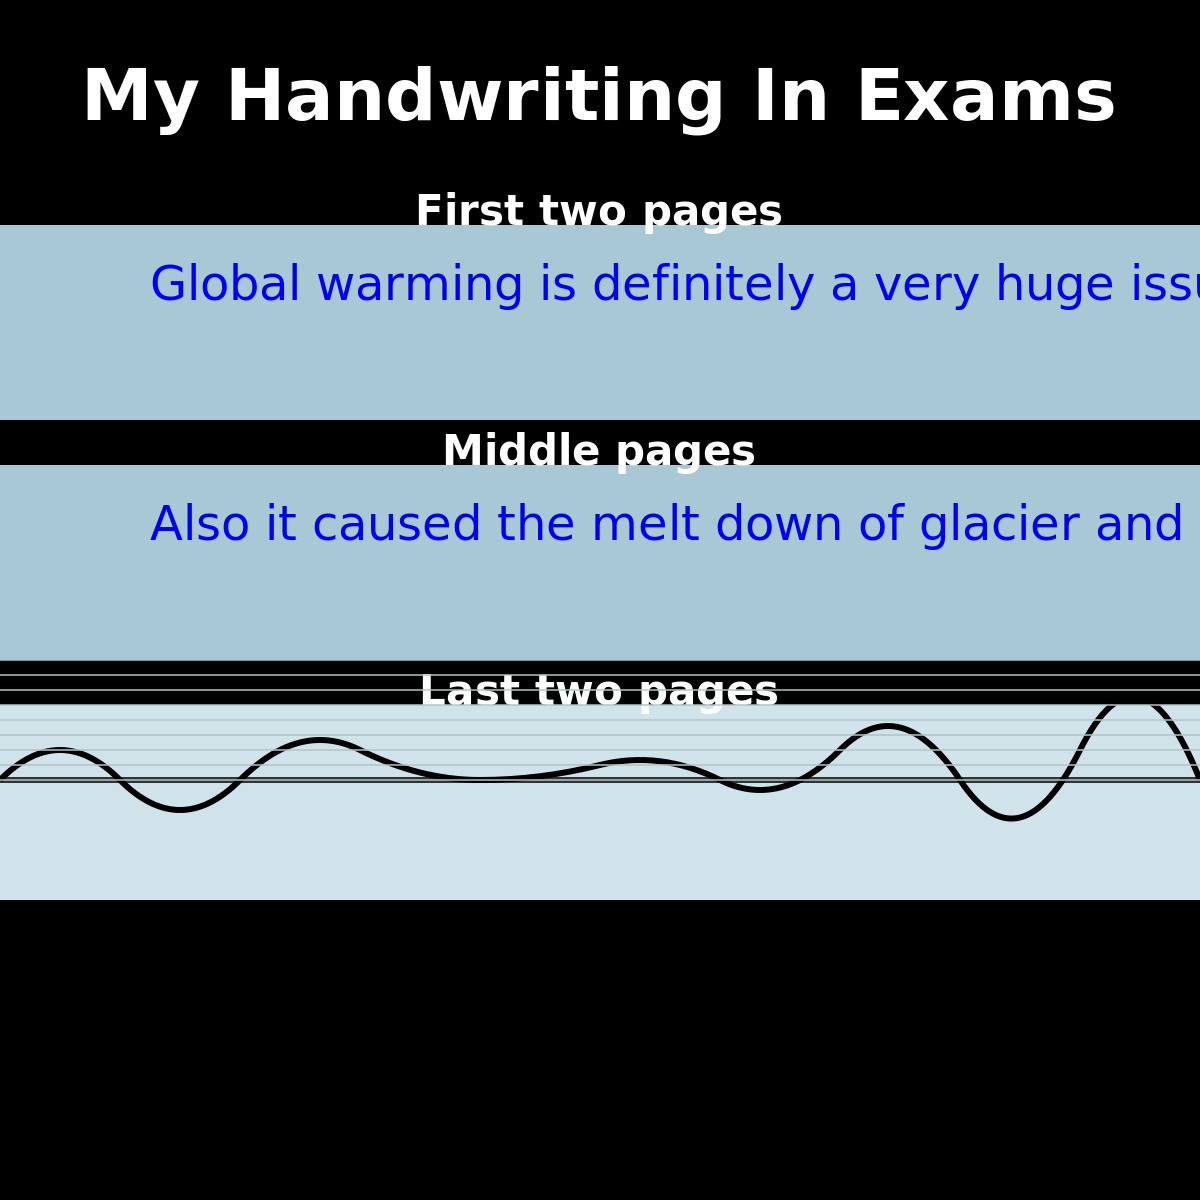 My Handwriting In Exams
First two pages
Global warming is definitely a very huge
Middle pages
Also it caused the melt down of glacier and
Last two pages